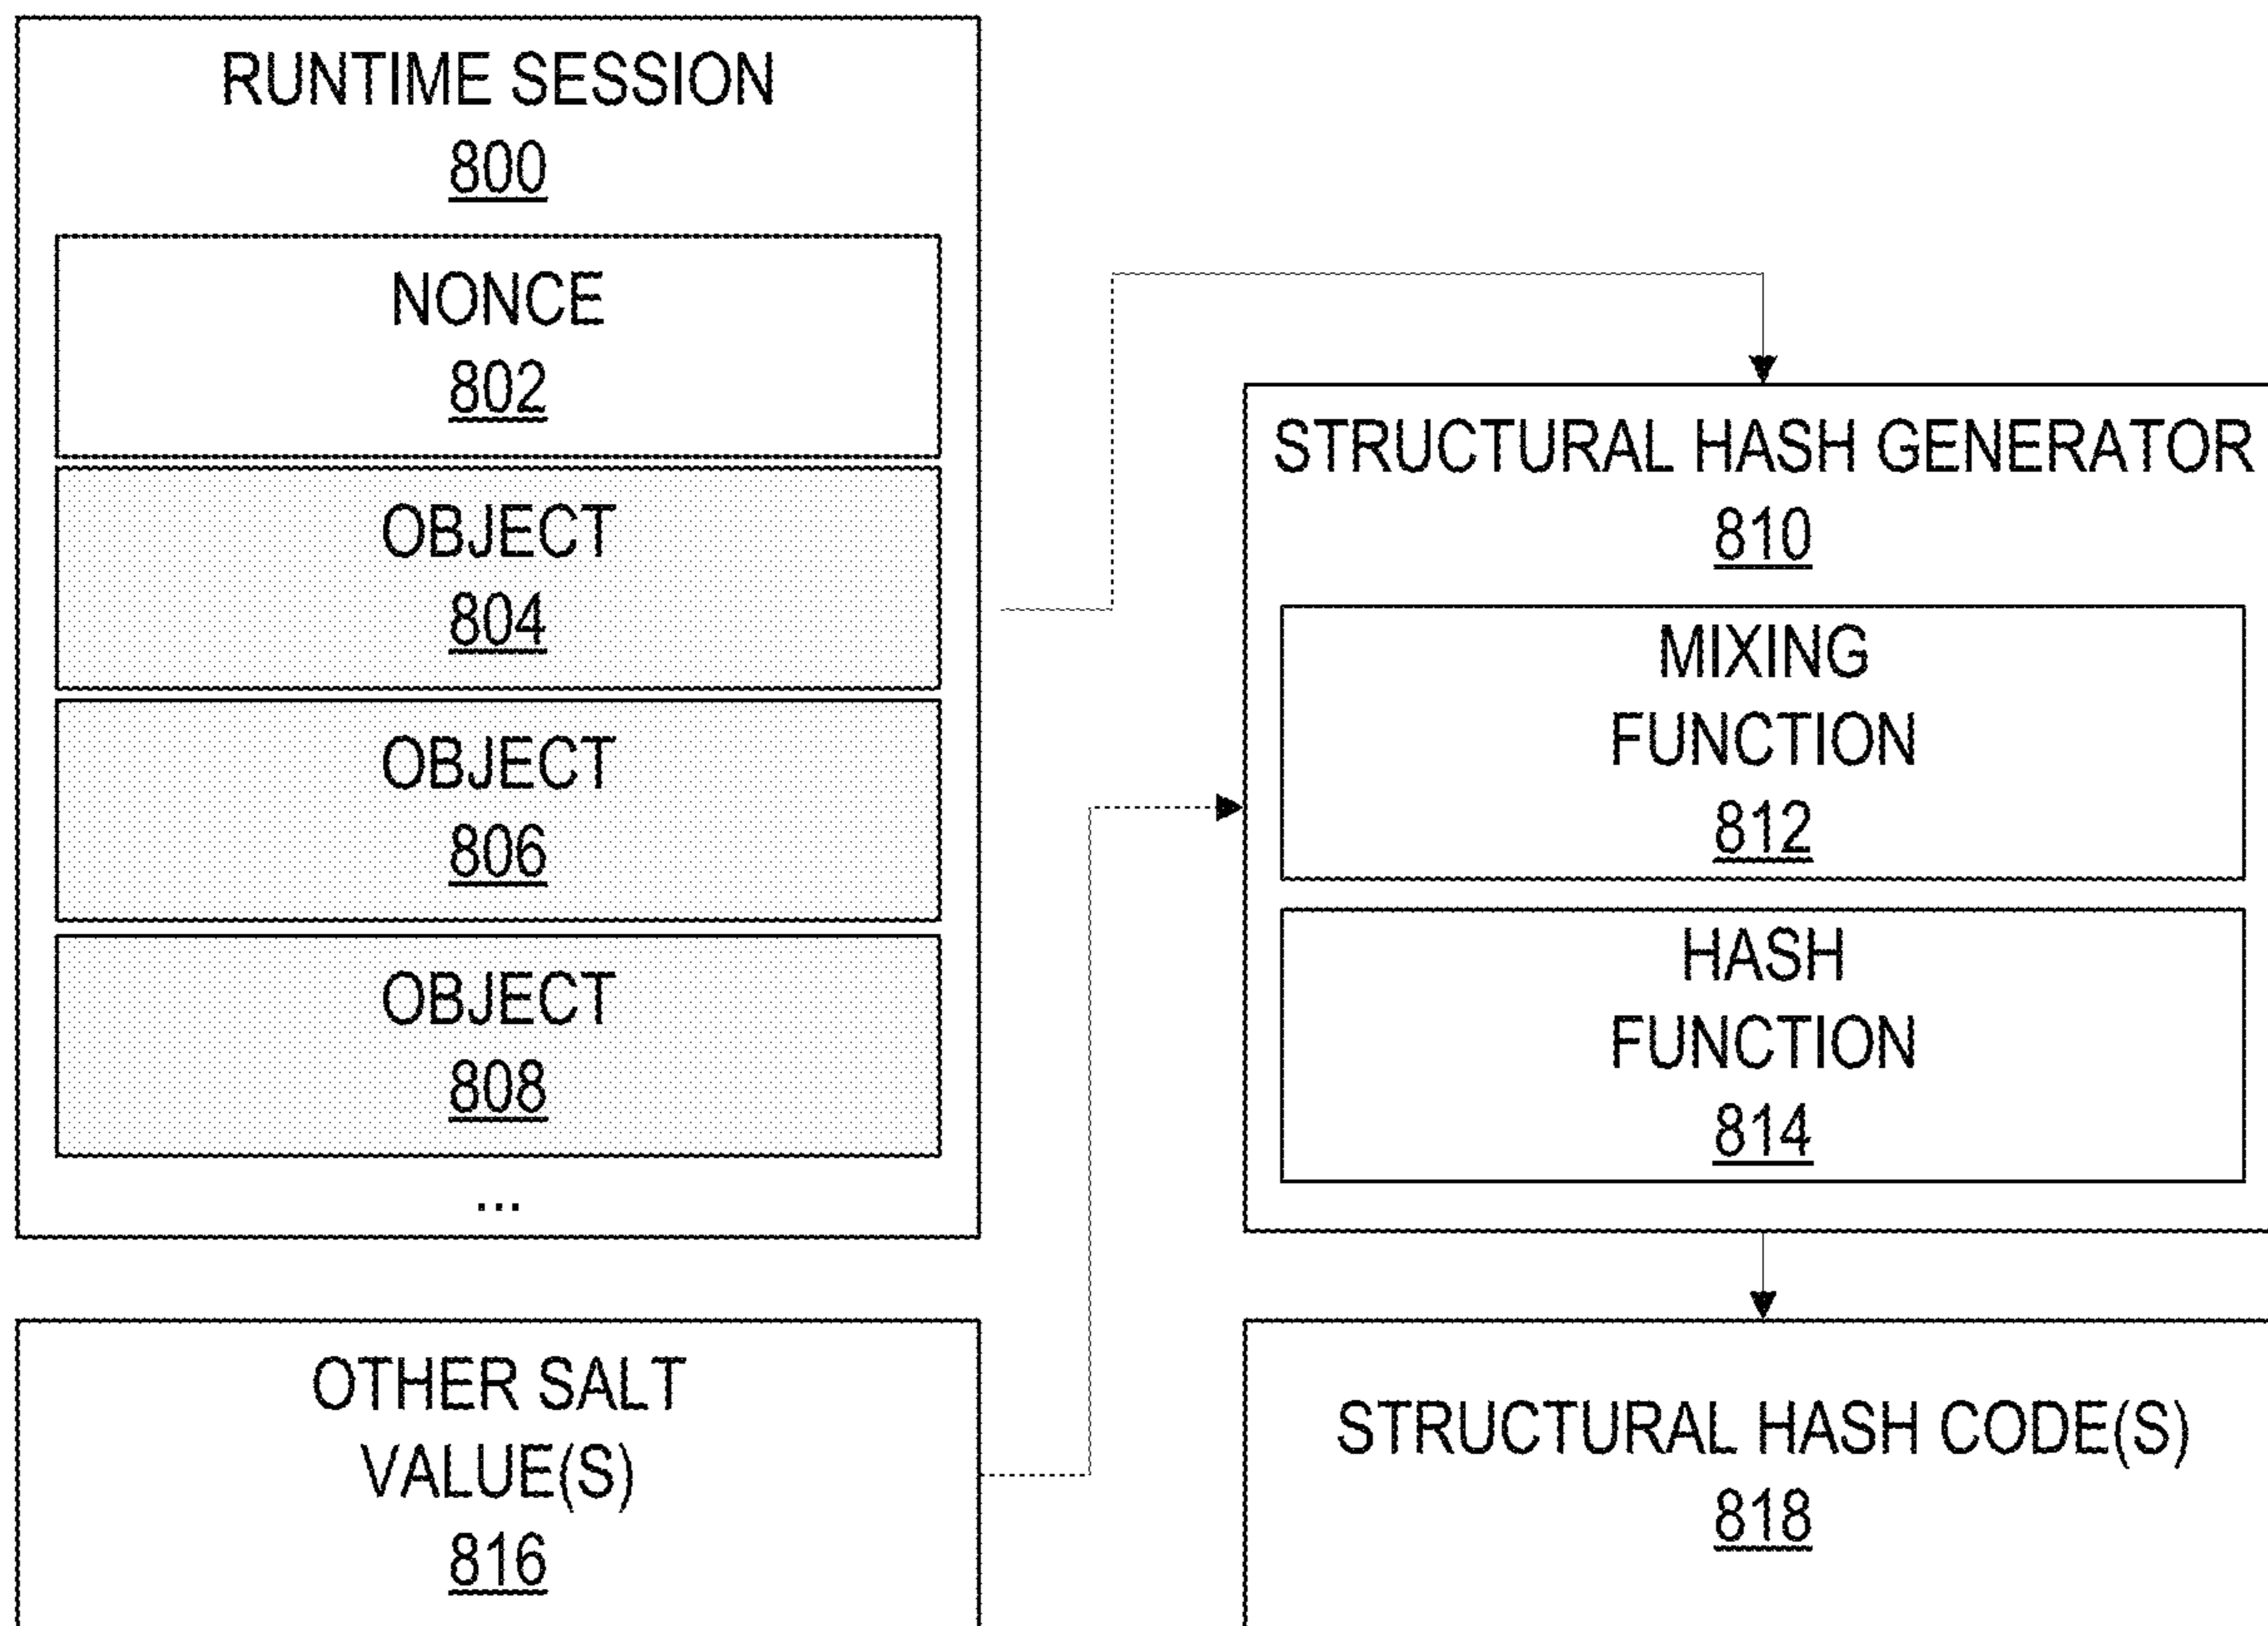 RUNTIME SESSION
800
NONCE
802
OBJECT
804
OBJECT
806
OBJECT
808
...
OTHER SALT
VALUE(S)
816
STRUCTURAL HASH GENERATOR
810
MIXING
FUNCTION
812
HASH
FUNCTION
814
STRUCTURAL HASH CODE(S)
818